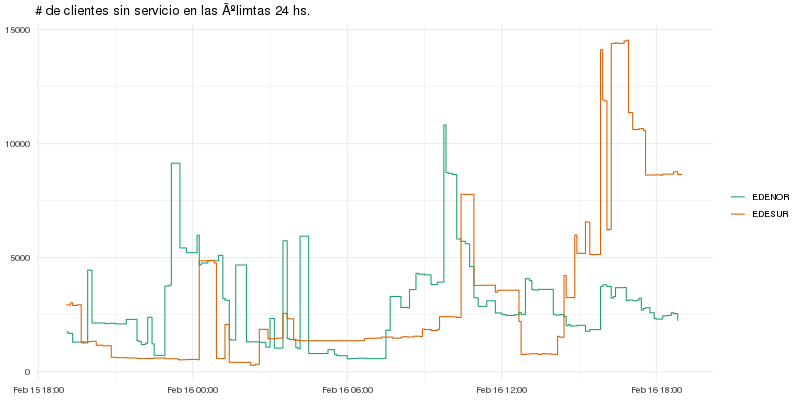 # de clientes sin servicio en las Ãºlimtas 24 hs.
15000
10000
5000
0
Feb 15 18:00
Feb 16 00:00
Feb 16 06:00
Feb 16 12:00
Feb 16 18:00
EDENOR
EDESUR